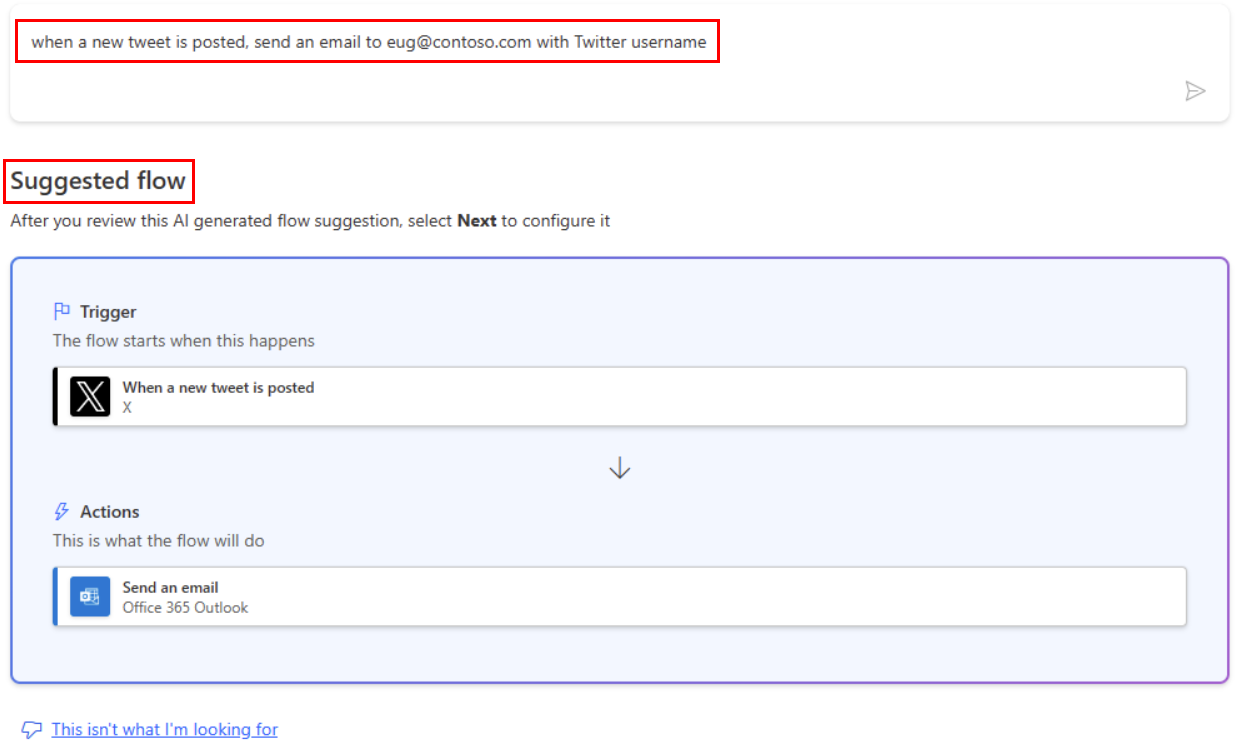 when a new tweet is posted, send an email to eug@contoso.com with Twitter username
Suggested flow
After you review this AI generated flow suggestion, select Next to configure it
Trigger
The flow starts when this happens
When a new tweet is posted
X
Actions
This is what the flow will do
Send an email
Office 365 Outlook
This isn't what I'm looking for